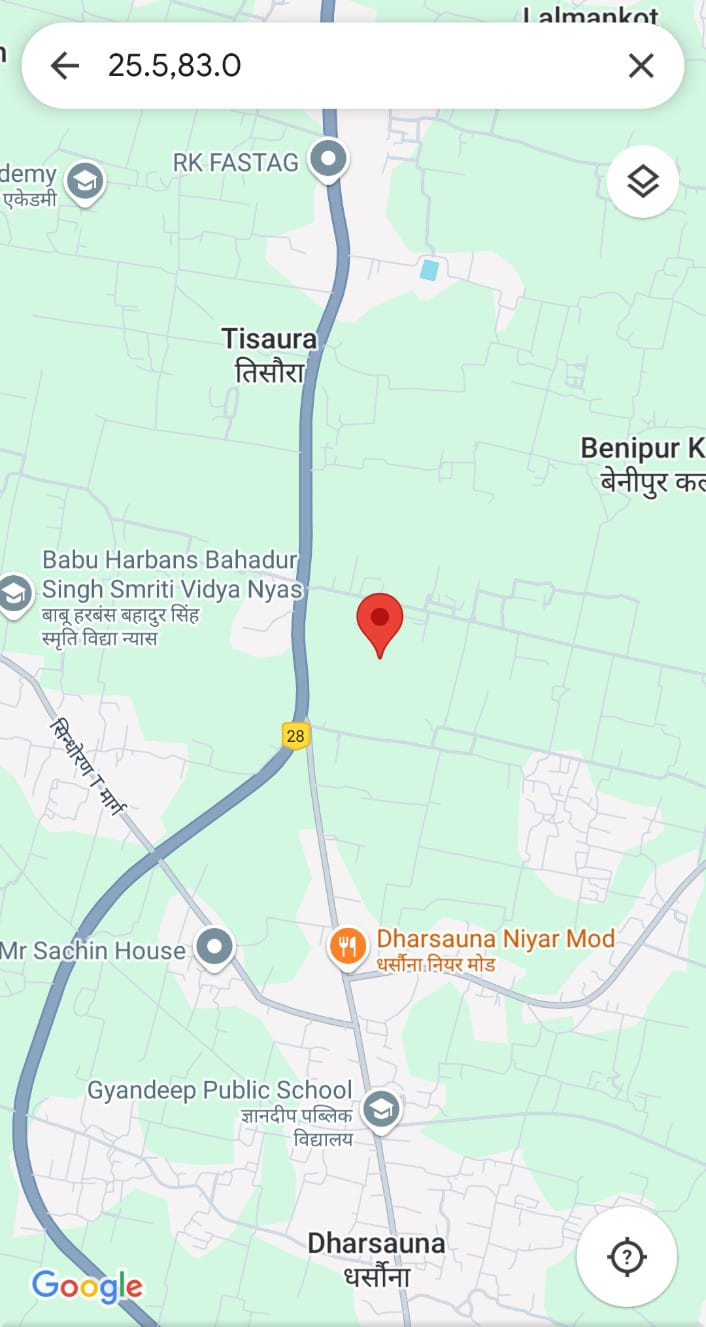 Lalmankot
25.5,83.0
RK FASTAG
एकेडमी
Tisaura
तिसौरा
Benipur K
बेनीपुर
Babu Harbans Bahadur
Singh Smriti Vidya Nyas
बाबू हरबंस बहादुर सिंह
स्मृति विद्या न्यास
28
सिन्धोरण T मार्ग
Dharsauna Niyar Mod
धर्सौना नियर मोड
Mr Sachin House
Gyandeep Public School
ज्ञानदीप पब्लिक
विद्यालय
Dharsauna
धर्सौना
?
Google